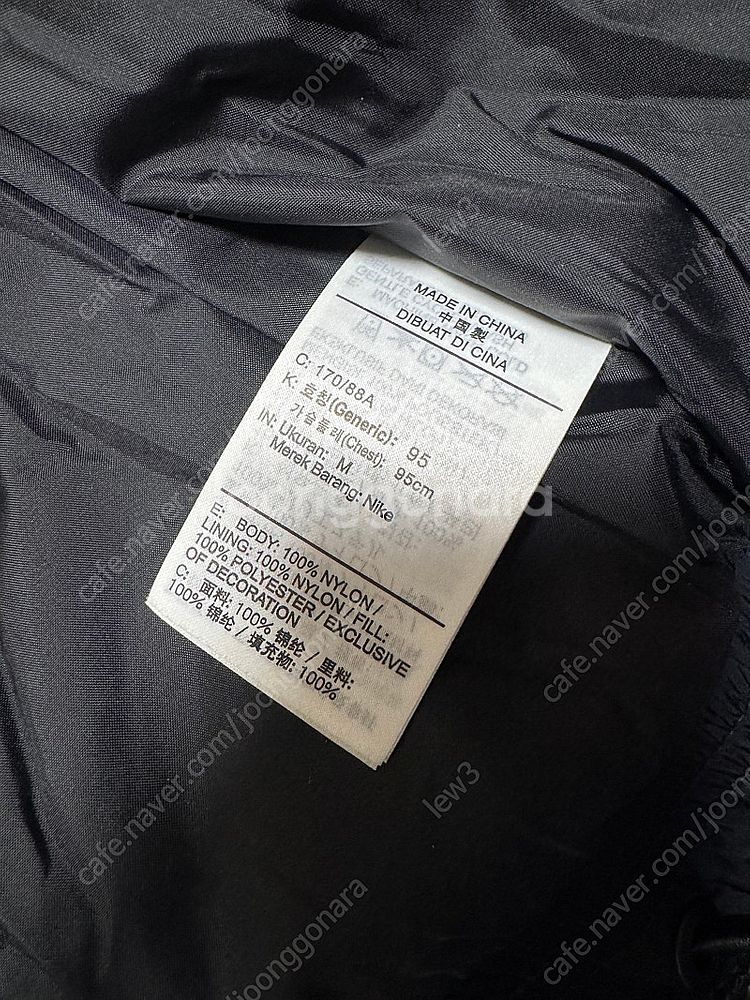 MADE IN CHINA
中國製
DIBUAT DI CINA
C: 170/88A
K: 호칭(Generic): 95
가슴둘레(Chest): 95cm
IN: Ukuran: M
Merek Barang: Nike
E: BODY: 100% NYLON /
LINING: 100% NYLON / FILL:
100% POLYESTER / EXCLUSIVE
OF DECORATION
C: 面料: 100% 锦纶 / 里料:
100% 锦纶 / 填充物: 100%
joonggonara
cafe.naver.com/joonggonara
lew3